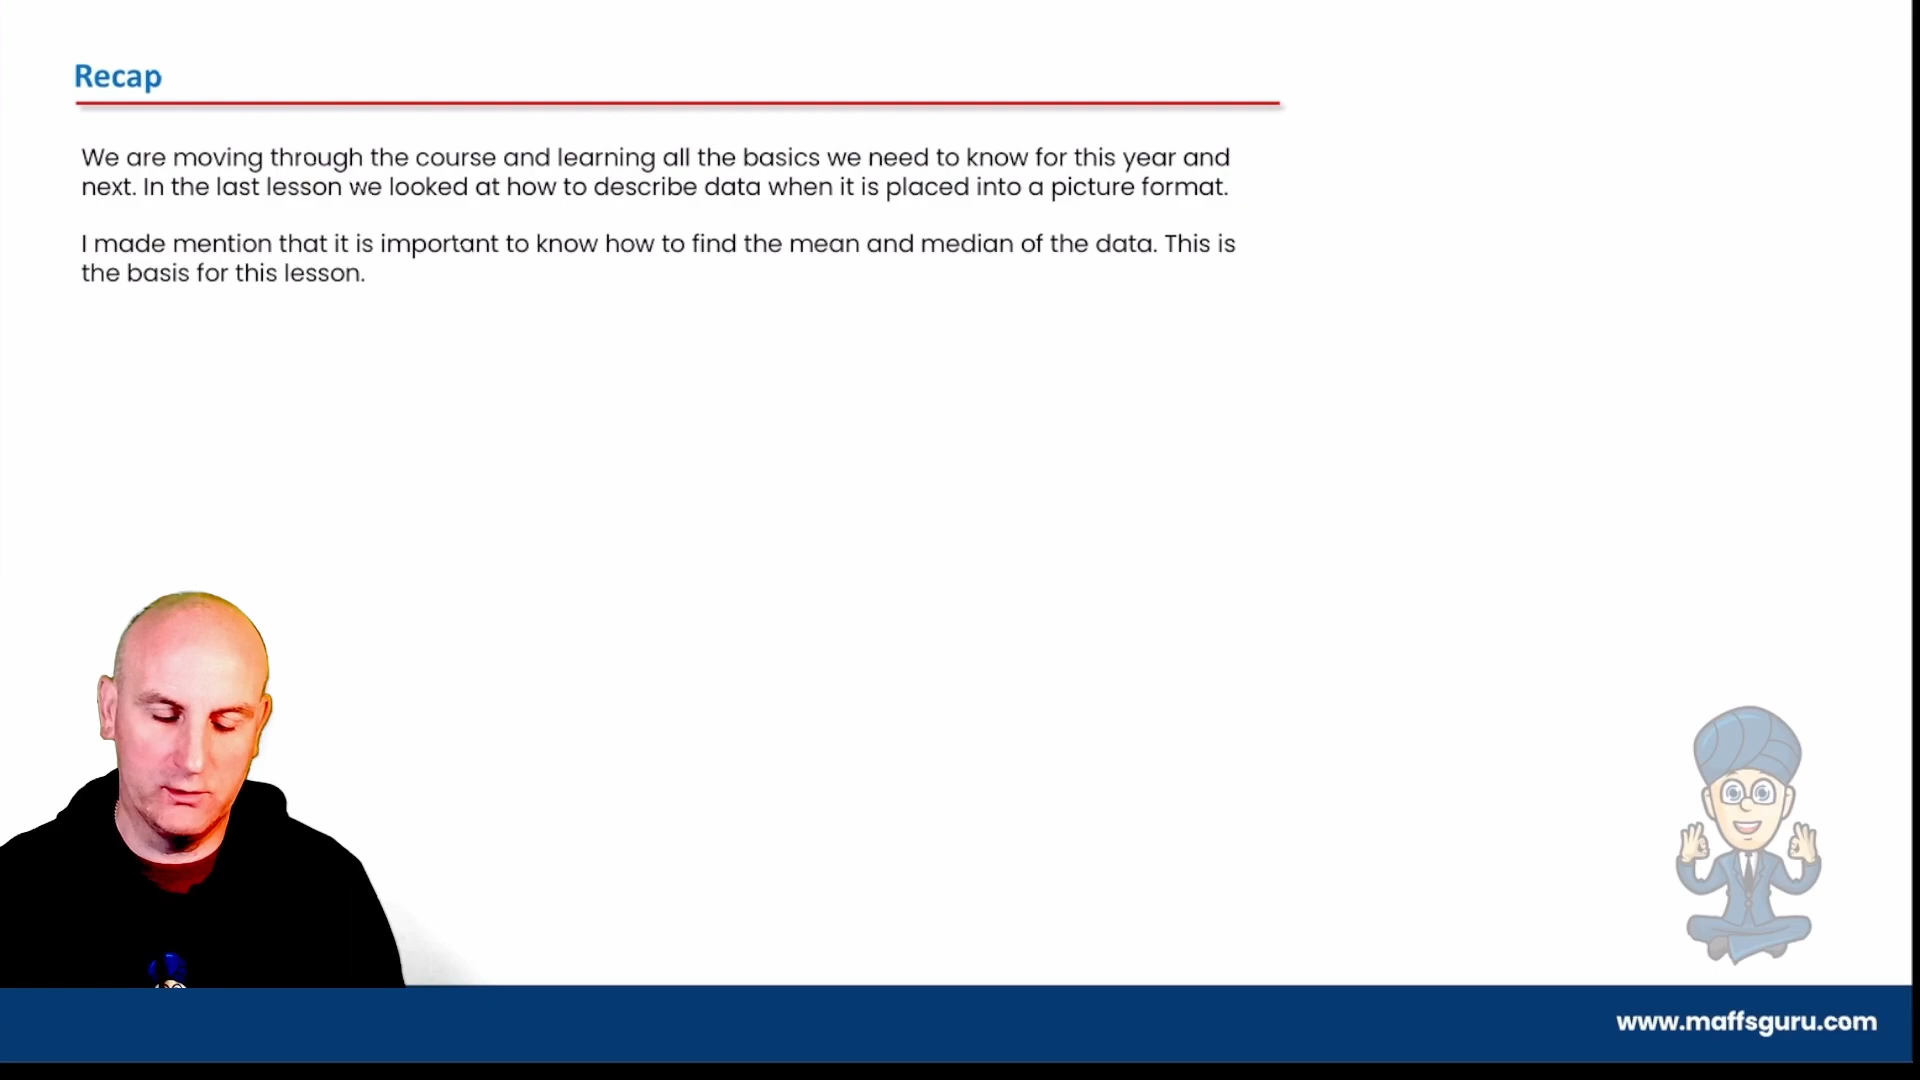 Recap
We are moving through the course and learning all the basics we need to know for this year and
next. In the last lesson we looked at how to describe data when it is placed into a picture format.
I made mention that it is important to know how to find the mean and median of the data. This is
the basis for this lesson.
www.maffsguru.com